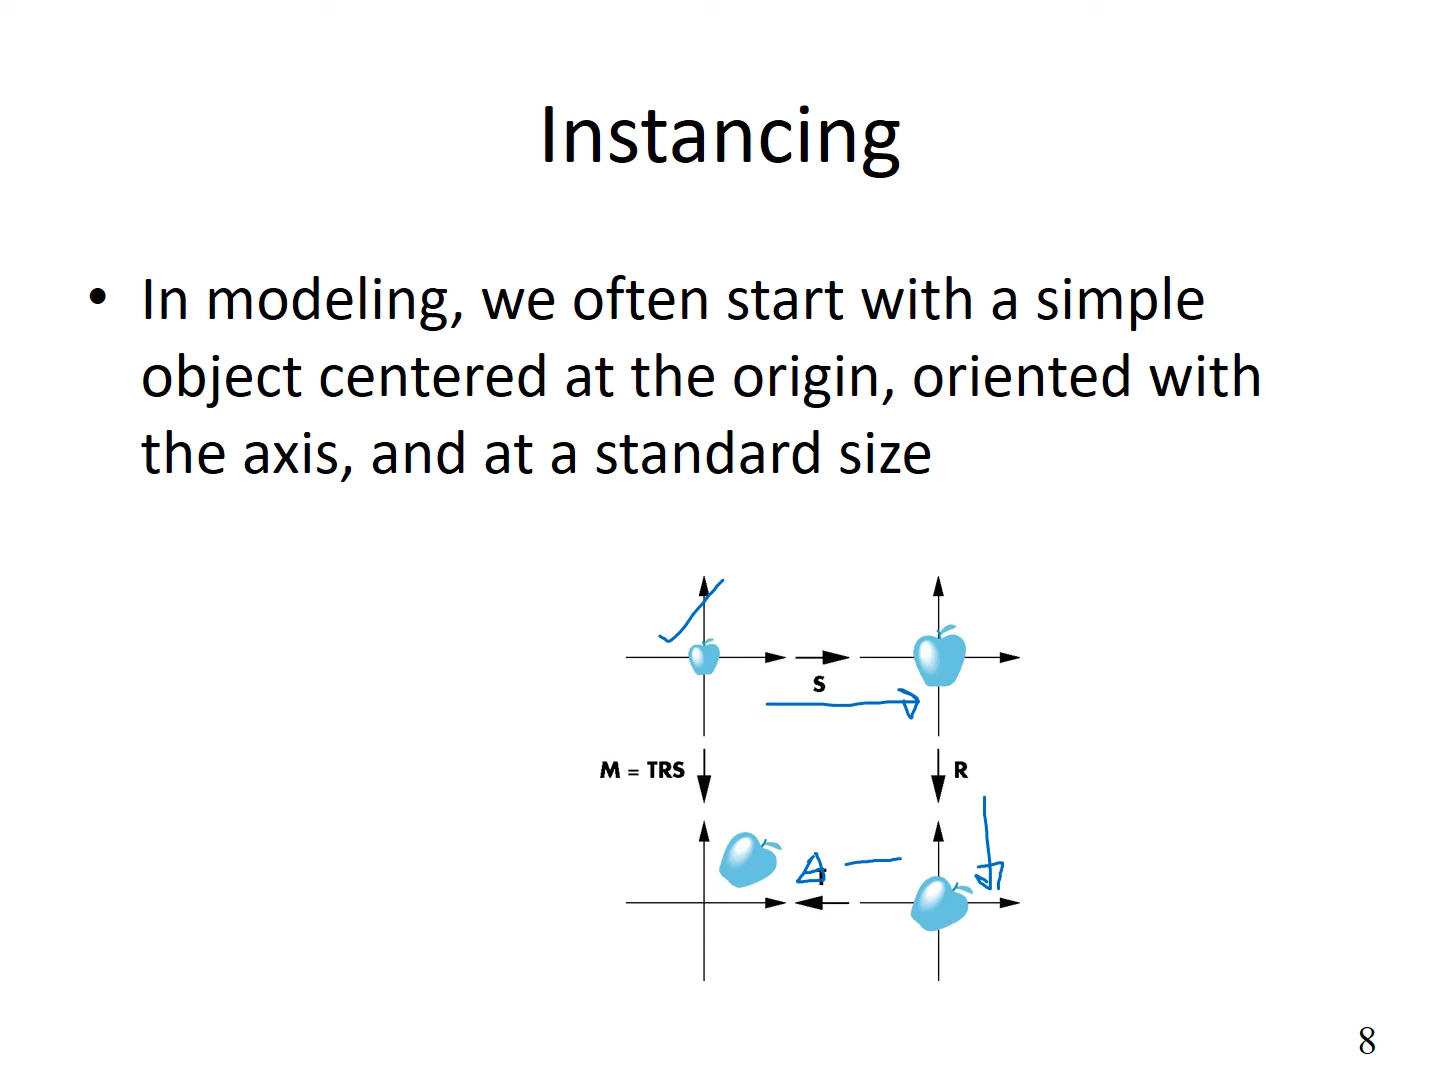 Instancing
• In modeling, we often start with a simple
object centered at the origin, oriented with
the axis, and at a standard size
S
M = TRS
R
8